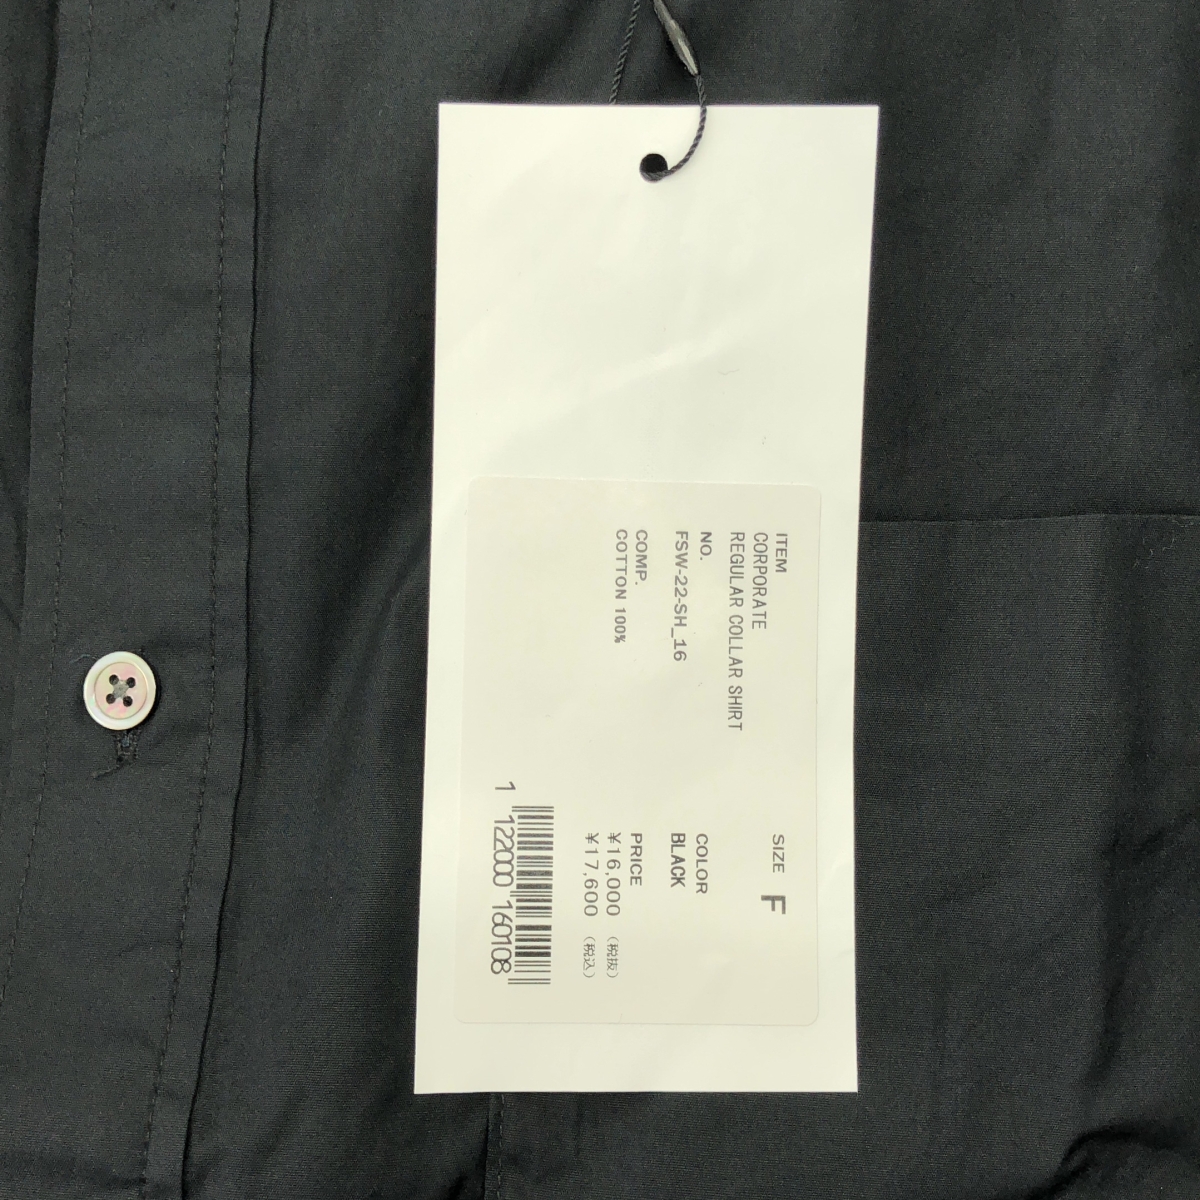 ITEM
CORPORATE
REGULAR COLLAR SHIRT
NO.
FSW-22-SH_16
COMP.
COTTON 100%
SIZE F
COLOR
BLACK
PRICE
¥16,000 (税抜)
¥17,600 (税込)
1 122000 160108